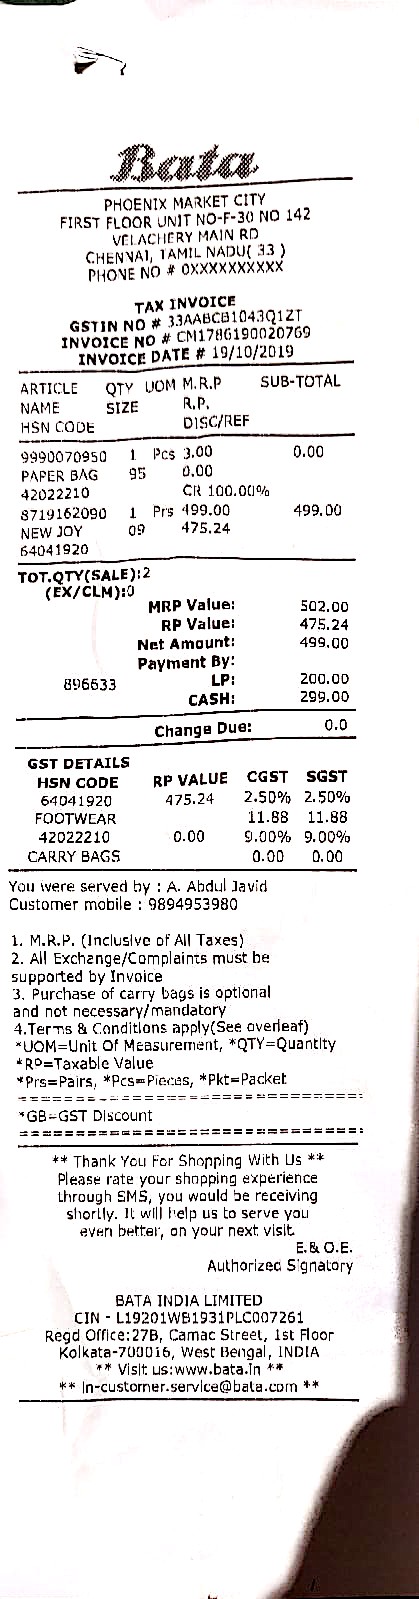 Bata
PHOENIX MARKET CITY
FIRST FLOOR UNIT NO-F-30 NO 142
VELACHERY MAIN RD
CHENNAI, TAMIL NADU( 33 )
PHONE NO # 0XXXXXXXXXX
TAX INVOICE
GSTIN NO # 33AABCB1043Q1ZT
INVOICE NO # CM1786190020769
INVOICE DATE # 19/10/2019
ARTICLE QTY UOM M.R.P SUB-TOTAL
NAME SIZE R.P.
HSN CODE DISC/REF
9990070950 1 Pcs 3.00 0.00
PAPER BAG 95 0.00
42022210 CR 100.00%
8719162090 1 Prs 499.00 499.00
NEW JOY 09 475.24
64041920
TOT.QTY(SALE):2
(EX/CLM):0
MRP Value: 502.00
RP Value: 475.24
Net Amount: 499.00
Payment By:
896633 LP: 200.00
CASH: 299.00
Change Due: 0.0
GST DETAILS
HSN CODE RP VALUE CGST SGST
64041920 475.24 2.50% 2.50%
FOOTWEAR 11.88 11.88
42022210 0.00 9.00% 9.00%
CARRY BAGS 0.00 0.00
You were served by : A. Abdul Javid
Customer mobile : 9894953980
1. M.R.P. (Inclusive of All Taxes)
2. All Exchange/Complaints must be
supported by Invoice
3. Purchase of carry bags is optional
and not necessary/mandatory
4.Terms & Conditions apply(See overleaf)
*UOM=Unit Of Measurement, *QTY=Quantity
*RP=Taxable Value
*Prs=Pairs, *Pcs=Pieces, *Pkt=Packet
======================================
*GB=GST Discount
======================================
** Thank You For Shopping With Us **
Please rate your shopping experience
through SMS, you would be receiving
shortly. It will help us to serve you
even better, on your next visit.
E.& O.E.
Authorized Signatory
BATA INDIA LIMITED
CIN - L19201WB1931PLC007261
Regd Office:27B, Camac Street, 1st Floor
Kolkata-700016, West Bengal, INDIA
** Visit us:www.bata.in **
** in-customer.service@bata.com **